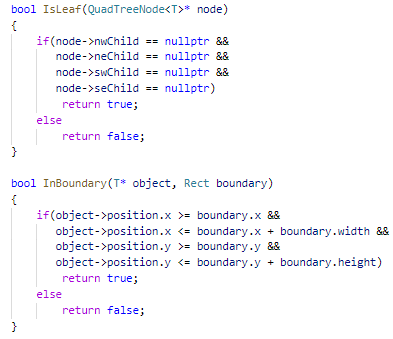 bool IsLeaf(QuadTreeNode<T>* node)
{
    if(node->nwChild == nullptr &&
       node->neChild == nullptr &&
       node->swChild == nullptr &&
       node->seChild == nullptr)
        return true;
    else
        return false;
}

bool InBoundary(T* object, Rect boundary)
{
    if(object->position.x >= boundary.x &&
       object->position.x <= boundary.x + boundary.width &&
       object->position.y >= boundary.y &&
       object->position.y <= boundary.y + boundary.height)
        return true;
    else
        return false;
}